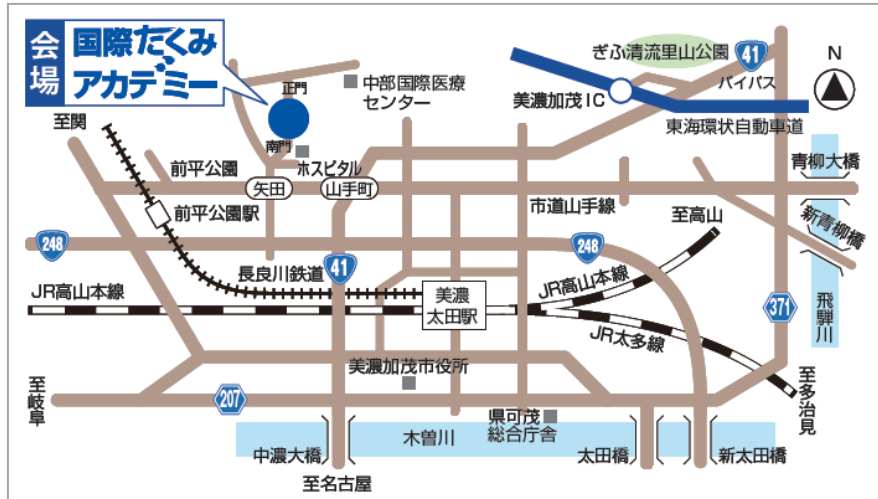 会場
国際たくみ
アカデミー
正門
南門
中部国際医療
センター
ぎふ清流里山公園
41
バイパス
N
美濃加茂IC
東海環状自動車道
至関
前平公園
ホスピタル
矢田
山手町
青柳大橋
前平公園駅
市道山手線
至高山
新青柳橋
248
41
248
長良川鉄道
JR高山本線
美濃
太田駅
JR高山本線
371
飛騨川
JR太多線
美濃加茂市役所
至岐阜
207
至多治見
県可茂
総合庁舎
木曽川
中濃大橋
太田橋
新太田橋
至名古屋